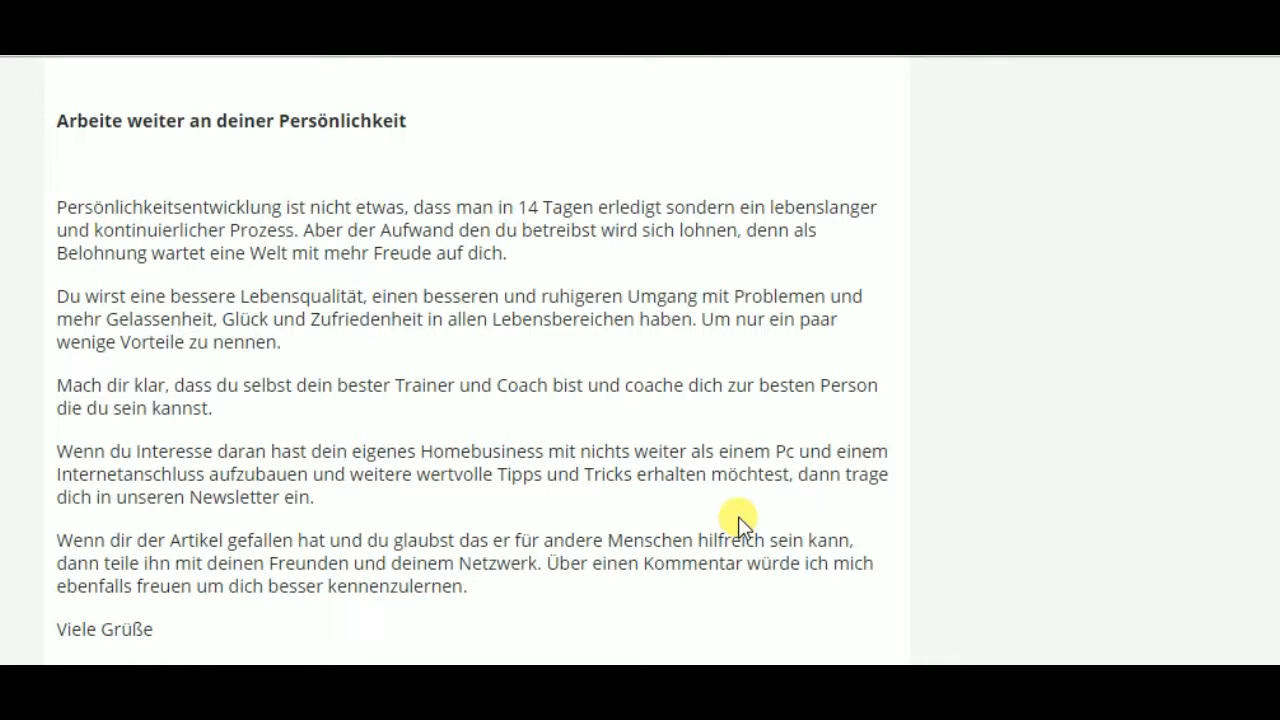 Arbeite weiter an deiner Persönlichkeit
Persönlichkeitsentwicklung ist nicht etwas, dass man in 14 Tagen erledigt sondern ein lebenslanger
und kontinuierlicher Prozess. Aber der Aufwand den du betreibst wird sich lohnen, denn als
Belohnung wartet eine Welt mit mehr Freude auf dich.
Du wirst eine bessere Lebensqualität, einen besseren und ruhigeren Umgang mit Problemen und
mehr Gelassenheit, Glück und Zufriedenheit in allen Lebensbereichen haben. Um nur ein paar
wenige Vorteile zu nennen.
Mach dir klar, dass du selbst dein bester Trainer und Coach bist und coache dich zur besten Person
die du sein kannst.
Wenn du Interesse daran hast dein eigenes Homebusiness mit nichts weiter als einem Pc und einem
Internetanschluss aufzubauen und weitere wertvolle Tipps und Tricks erhalten möchtest, dann trage
dich in unseren Newsletter ein.
Wenn dir der Artikel gefallen hat und du glaubst das er für andere Menschen hilfreich sein kann,
dann teile ihn mit deinen Freunden und deinem Netzwerk. Über einen Kommentar würde ich mich
ebenfalls freuen um dich besser kennenzulernen.
Viele Grüße